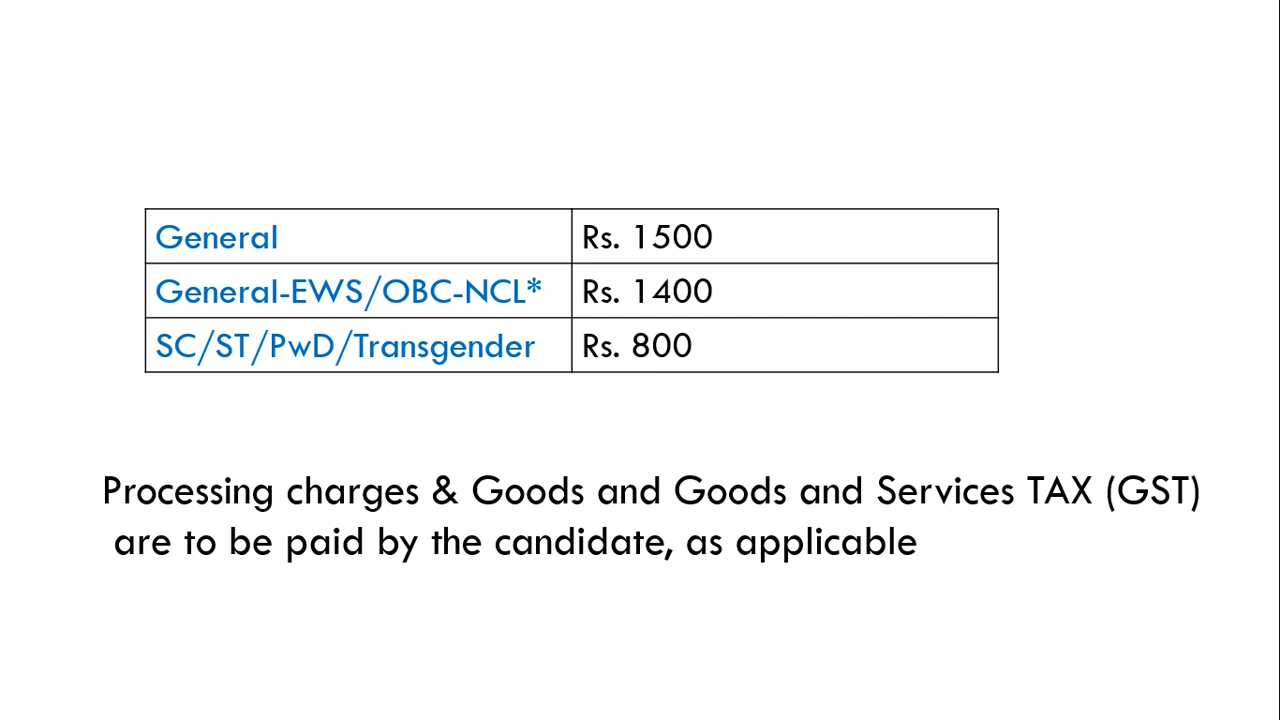 General Rs. 1500
General-EWS/OBC-NCL* Rs. 1400
SC/ST/PwD/Transgender Rs. 800
Processing charges & Goods and Goods and Services TAX (GST)
are to be paid by the candidate, as applicable